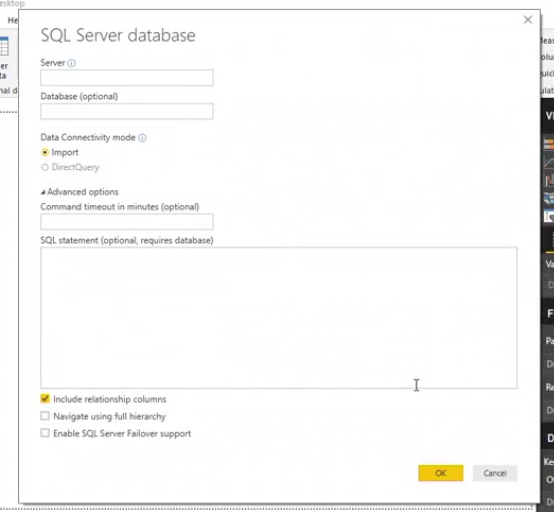 SQL Server database
Server
Database (optional)
Data Connectivity mode
Import
DirectQuery
Advanced options
Command timeout in minutes (optional)
SQL statement (optional, requires database)
Include relationship columns
Navigate using full hierarchy
Enable SQL Server Failover support
OK
Cancel